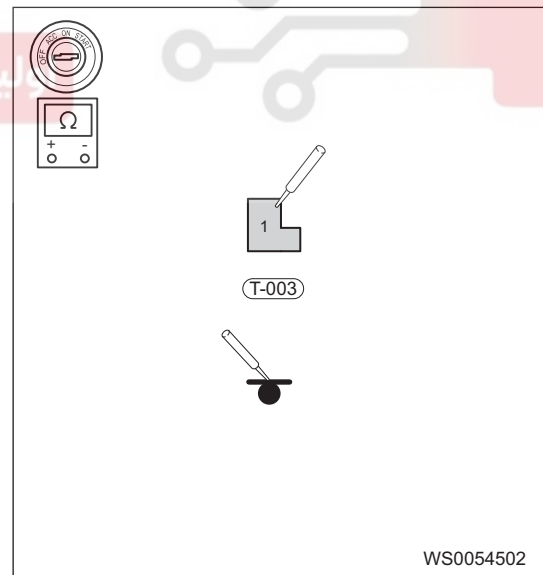 OFF ACC ON START
Ω
+ -
1
T-003
WS0054502